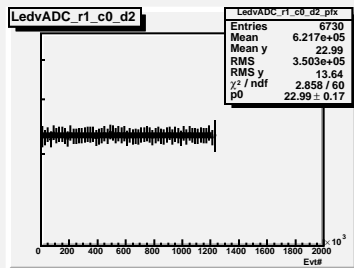 LedvADC_r1_c0_d2
LedvADC_r1_c0_d2_pfx
Entries 6730
Mean 6.217e+05
Mean y 22.99
RMS 3.503e+05
RMS y 13.64
χ² / ndf 2.858 / 60
p0 22.99 ± 0.17
0 200 400 600 800 1000 1200 1400 1600 1800 2000
×10³
Evt#